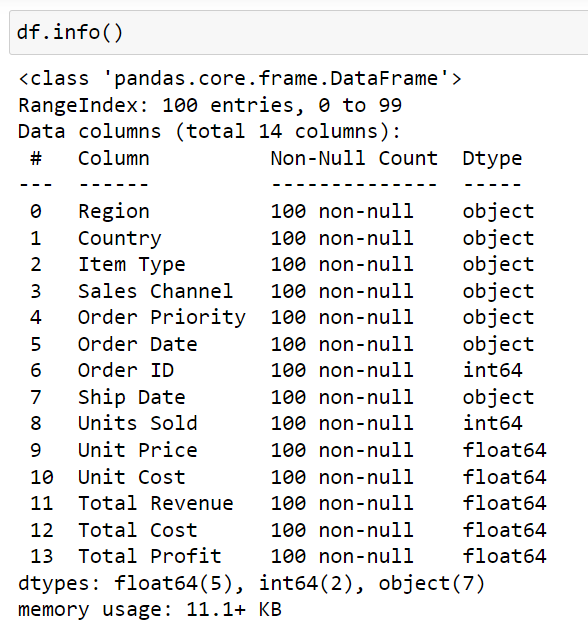 df.info()
<class 'pandas.core.frame.DataFrame'>
RangeIndex: 100 entries, 0 to 99
Data columns (total 14 columns):
 #   Column          Non-Null Count  Dtype
---  ------          --------------  -----
 0   Region          100 non-null    object
 1   Country         100 non-null    object
 2   Item Type       100 non-null    object
 3   Sales Channel   100 non-null    object
 4   Order Priority  100 non-null    object
 5   Order Date      100 non-null    object
 6   Order ID        100 non-null    int64
 7   Ship Date       100 non-null    object
 8   Units Sold      100 non-null    int64
 9   Unit Price      100 non-null    float64
 10  Unit Cost       100 non-null    float64
 11  Total Revenue   100 non-null    float64
 12  Total Cost      100 non-null    float64
 13  Total Profit    100 non-null    float64
dtypes: float64(5), int64(2), object(7)
memory usage: 11.1+ KB